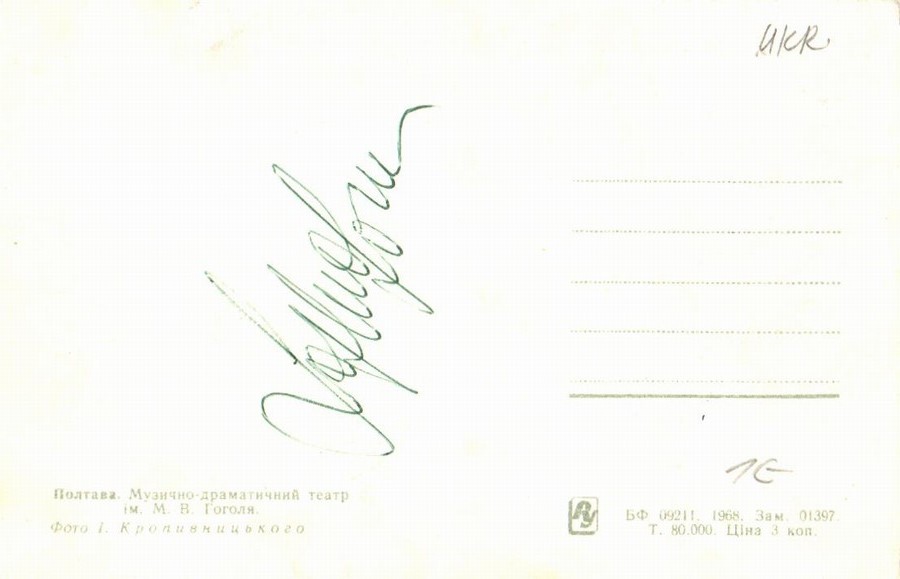 UKR
Полтава. Музично-драматичний театр
ім. М. В. Гоголя.
Фото І. Кропивницького
БФ 09211. 1968. Зам. 01397.
Т. 80.000. Ціна 3 коп.
1€